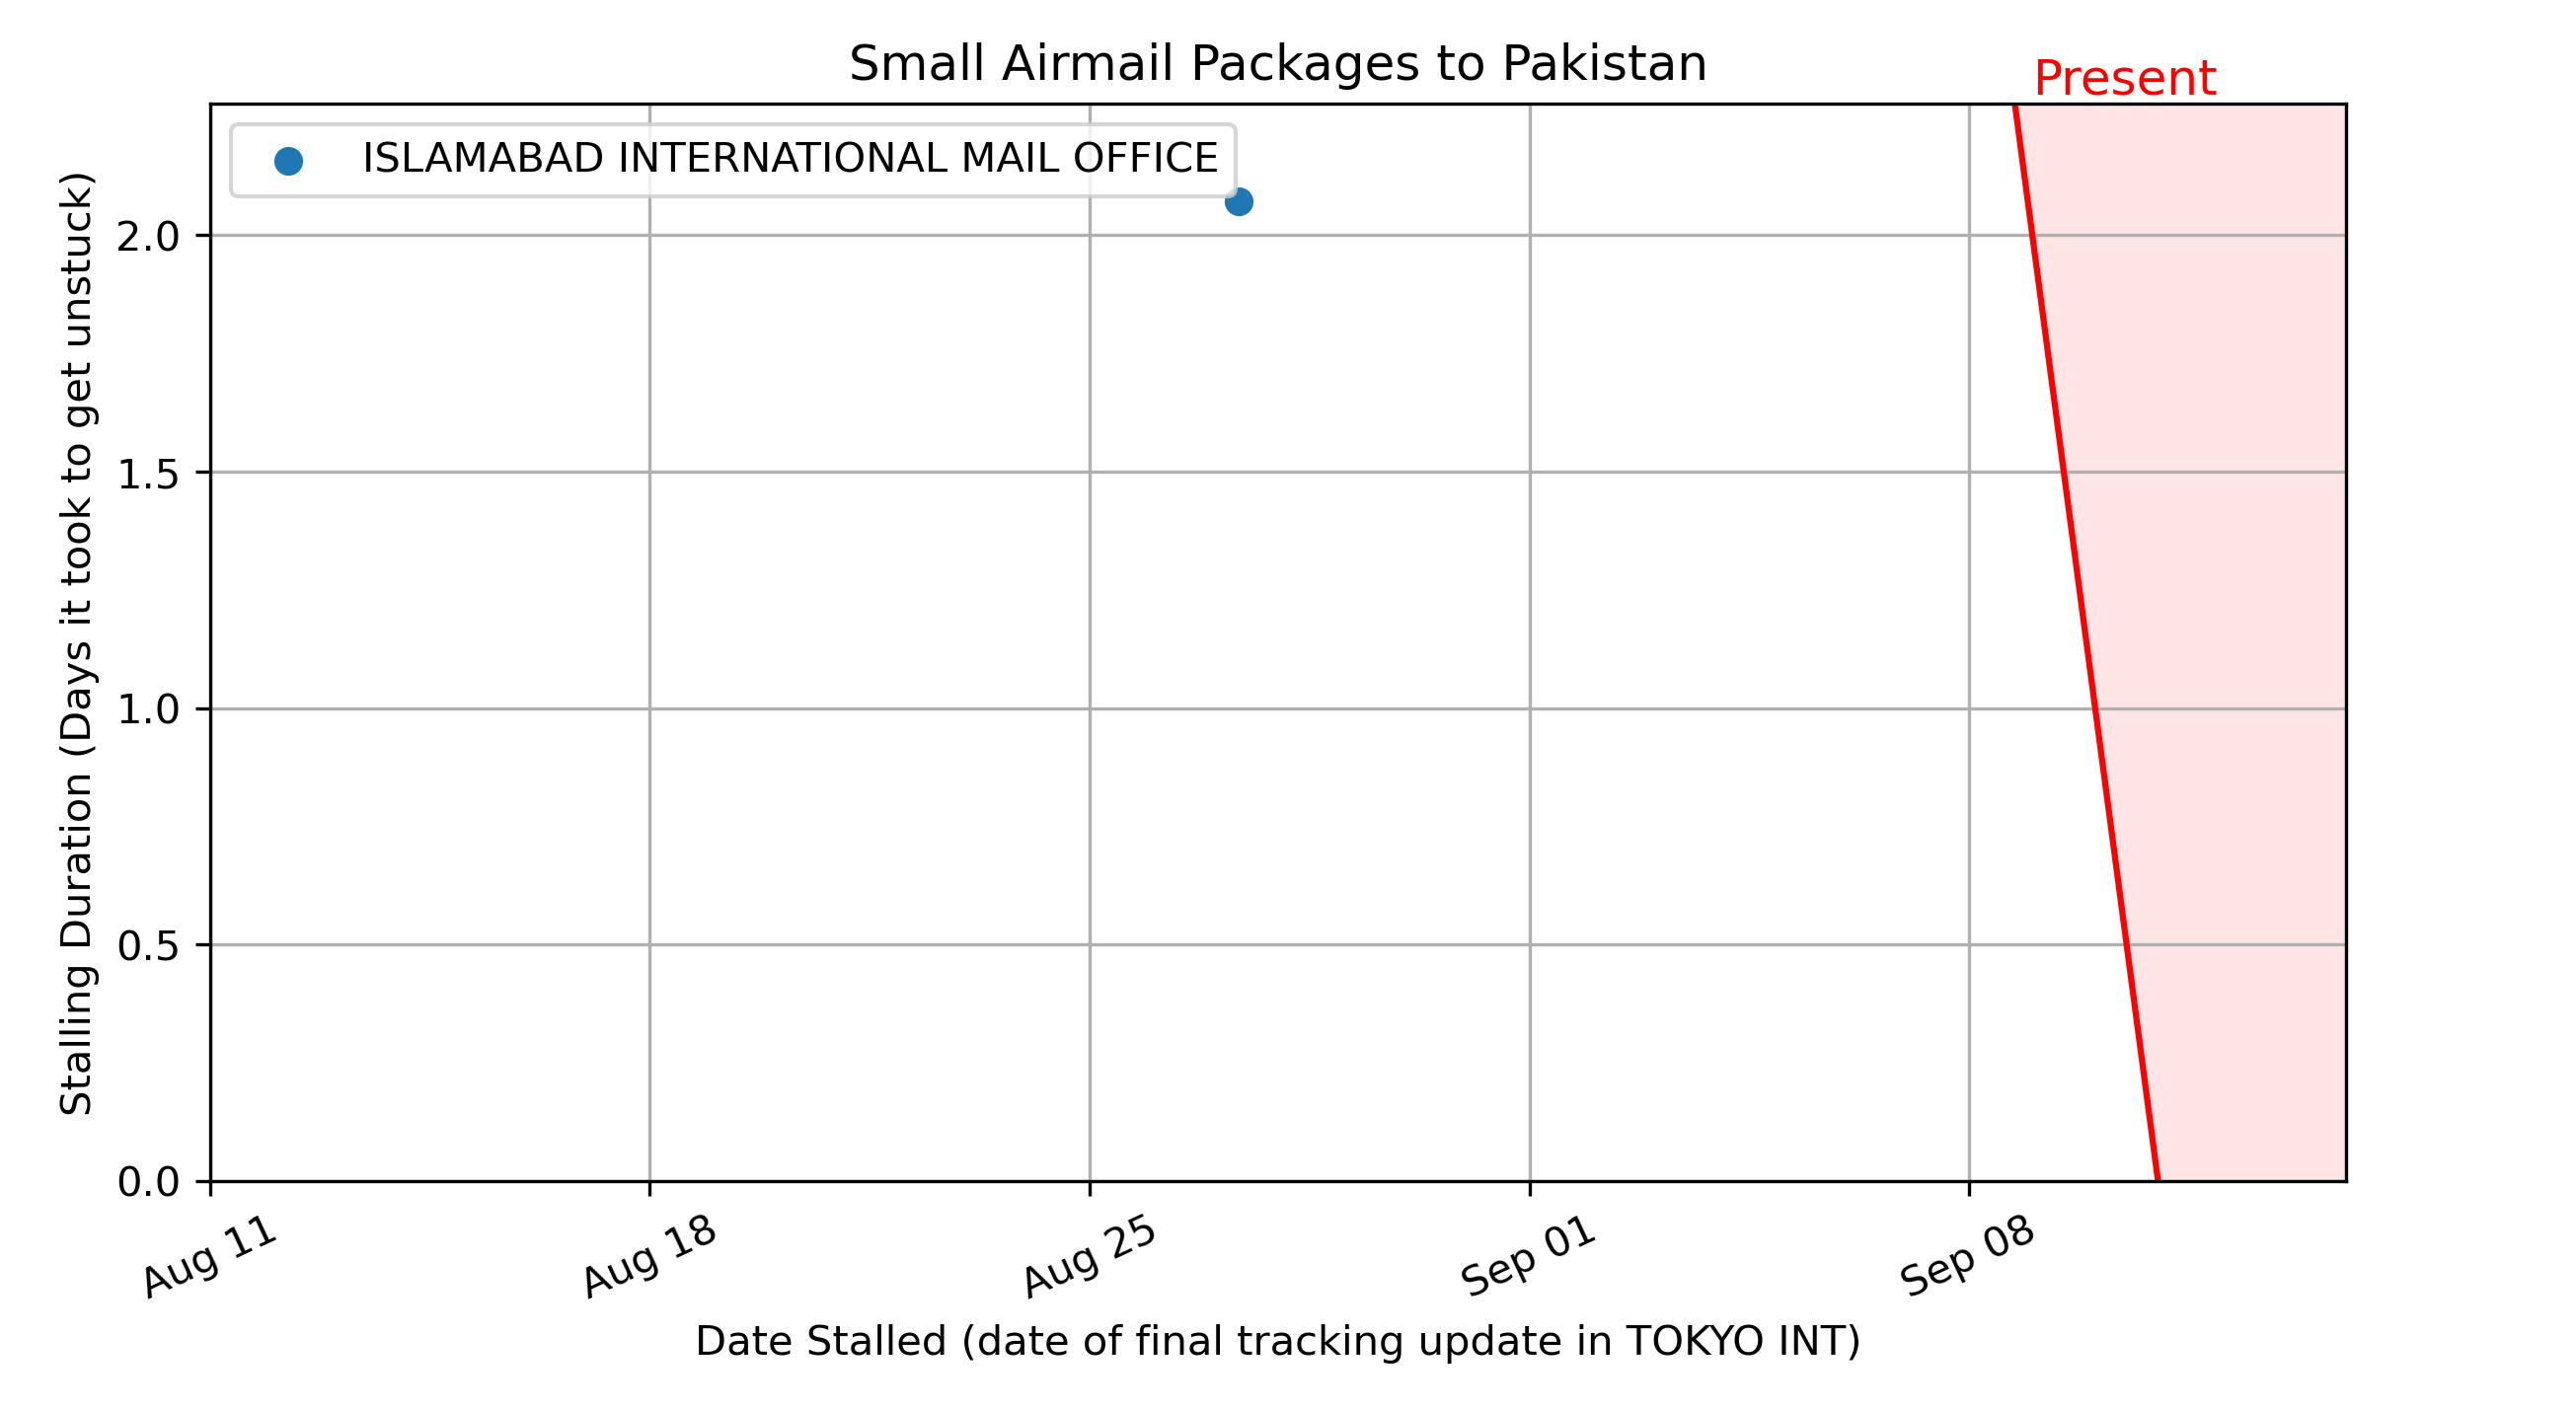 Small Airmail Packages to Pakistan
Present
ISLAMABAD INTERNATIONAL MAIL OFFICE
Stalling Duration (Days it took to get unstuck)
2.0
1.5
1.0
0.5
0.0
Aug 11
Aug 18
Aug 25
Sep 01
Sep 08
Date Stalled (date of final tracking update in TOKYO INT)